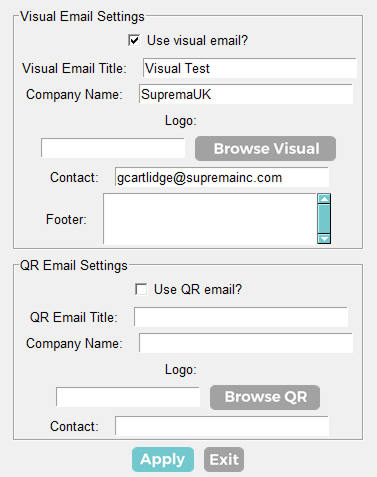 Visual Email Settings
Use visual email?
Visual Email Title: Visual Test
Company Name: SupremaUK
Logo:
Browse Visual
Contact: gcartlidge@supremainc.com
Footer:
QR Email Settings
Use QR email?
QR Email Title:
Company Name:
Logo:
Browse QR
Contact:
Apply Exit